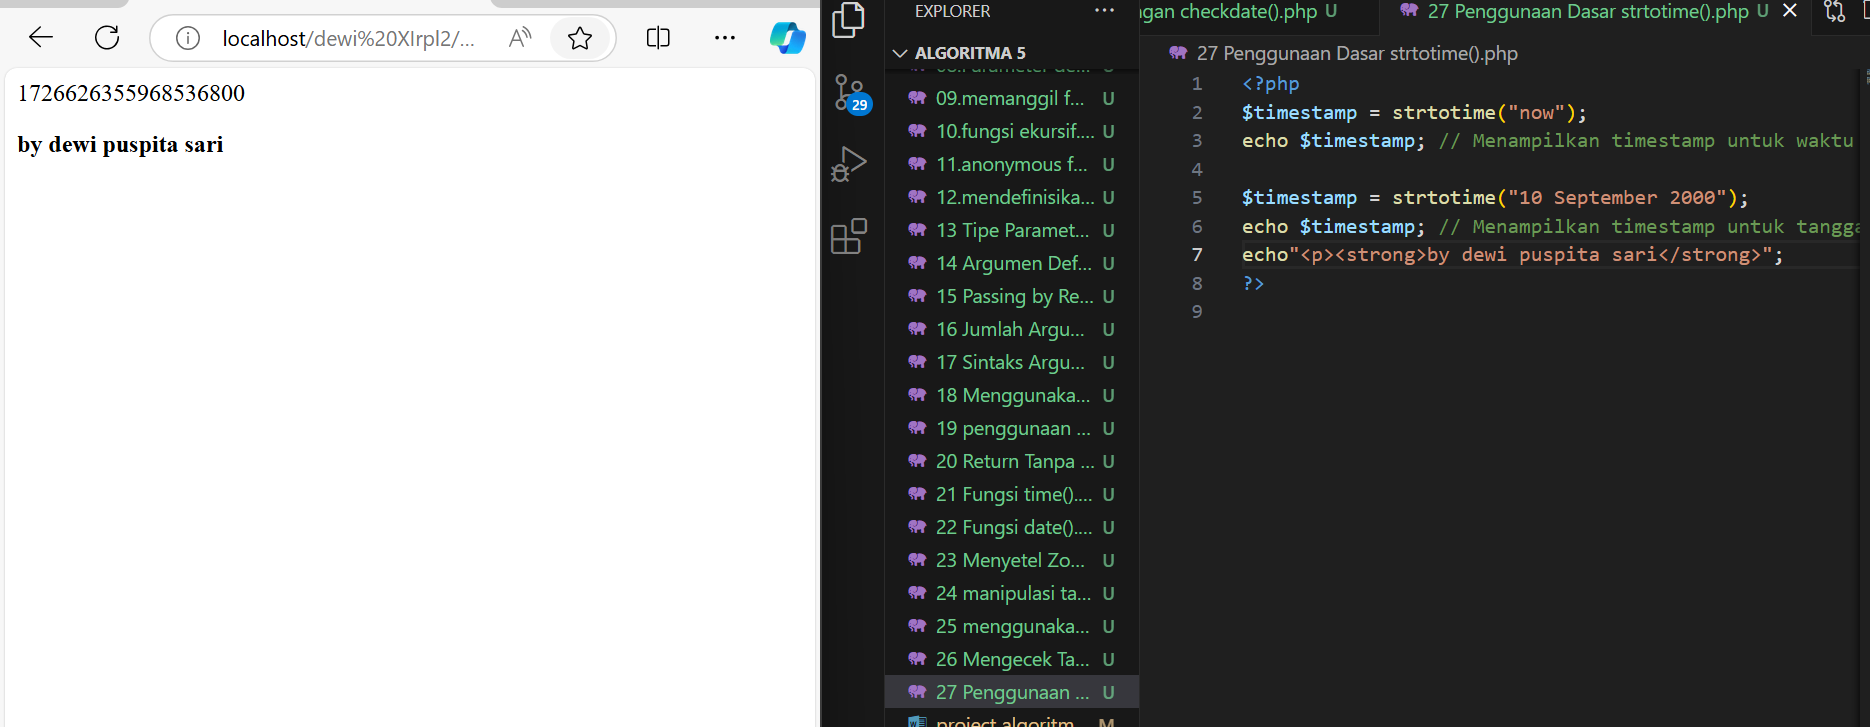 localhost/dewi%20XIrpl2/...
1726626355968536800
by dewi puspita sari
29
EXPLORER
ALGORITMA 5
09.memanggil f... U
10.fungsi ekursif.... U
11.anonymous f... U
12.mendefinisika... U
13 Tipe Paramet... U
14 Argumen Def... U
15 Passing by Re... U
16 Jumlah Argu... U
17 Sintaks Argu... U
18 Menggunaka... U
19 penggunaan ... U
20 Return Tanpa ... U
21 Fungsi time().... U
22 Fungsi date().... U
23 Menyetel Zo... U
24 manipulasi ta... U
25 menggunaka... U
26 Mengecek Ta... U
27 Penggunaan ... U
project algoritm... M
ngan checkdate().php U
27 Penggunaan Dasar strtotime().php U
27 Penggunaan Dasar strtotime().php
1 <?php
2 $timestamp = strtotime("now");
3 echo $timestamp; // Menampilkan timestamp untuk waktu
4
5 $timestamp = strtotime("10 September 2000");
6 echo $timestamp; // Menampilkan timestamp untuk tangga
7 echo"<p><strong>by dewi puspita sari</strong>";
8 ?>
9